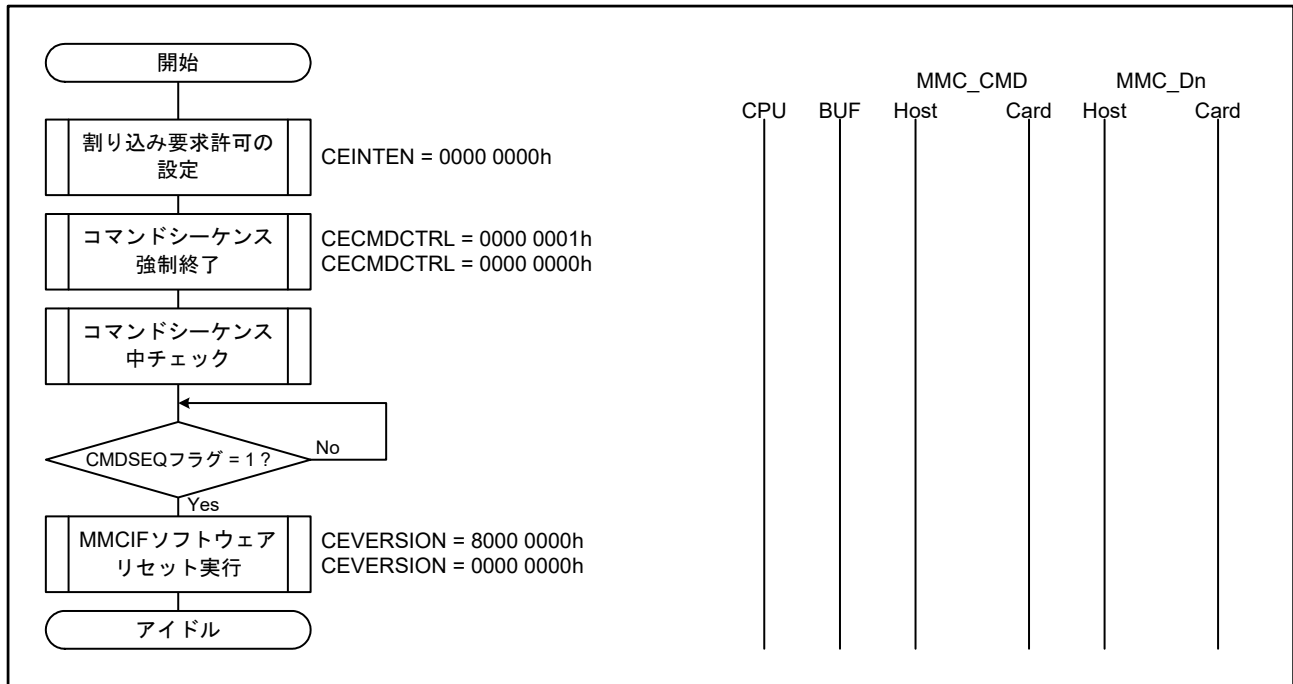 開始
割り込み要求許可の
設定
CEINTEN = 0000 0000h
コマンドシーケンス
強制終了
CECMDCTRL = 0000 0001h
CECMDCTRL = 0000 0000h
コマンドシーケンス
中チェック
CMDSEQフラグ = 1 ?
No
Yes
MMCIFソフトウェア
リセット実行
CEVERSION = 8000 0000h
CEVERSION = 0000 0000h
アイドル
MMC_CMD MMC_Dn
CPU BUF Host Card Host Card